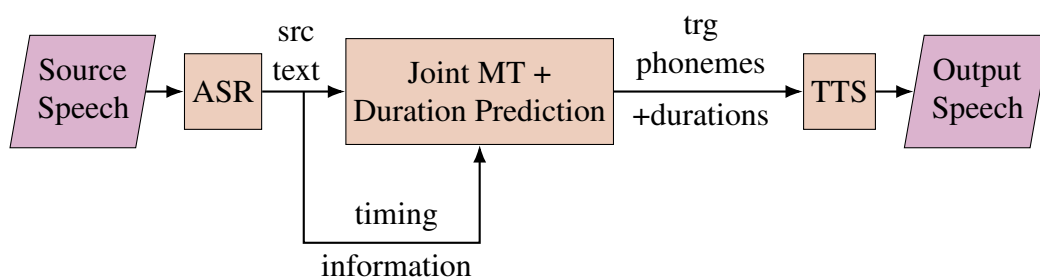 Source
Speech
ASR
src
text
Joint MT +
Duration Prediction
timing
information
trg
phonemes
+durations
TTS
Output
Speech